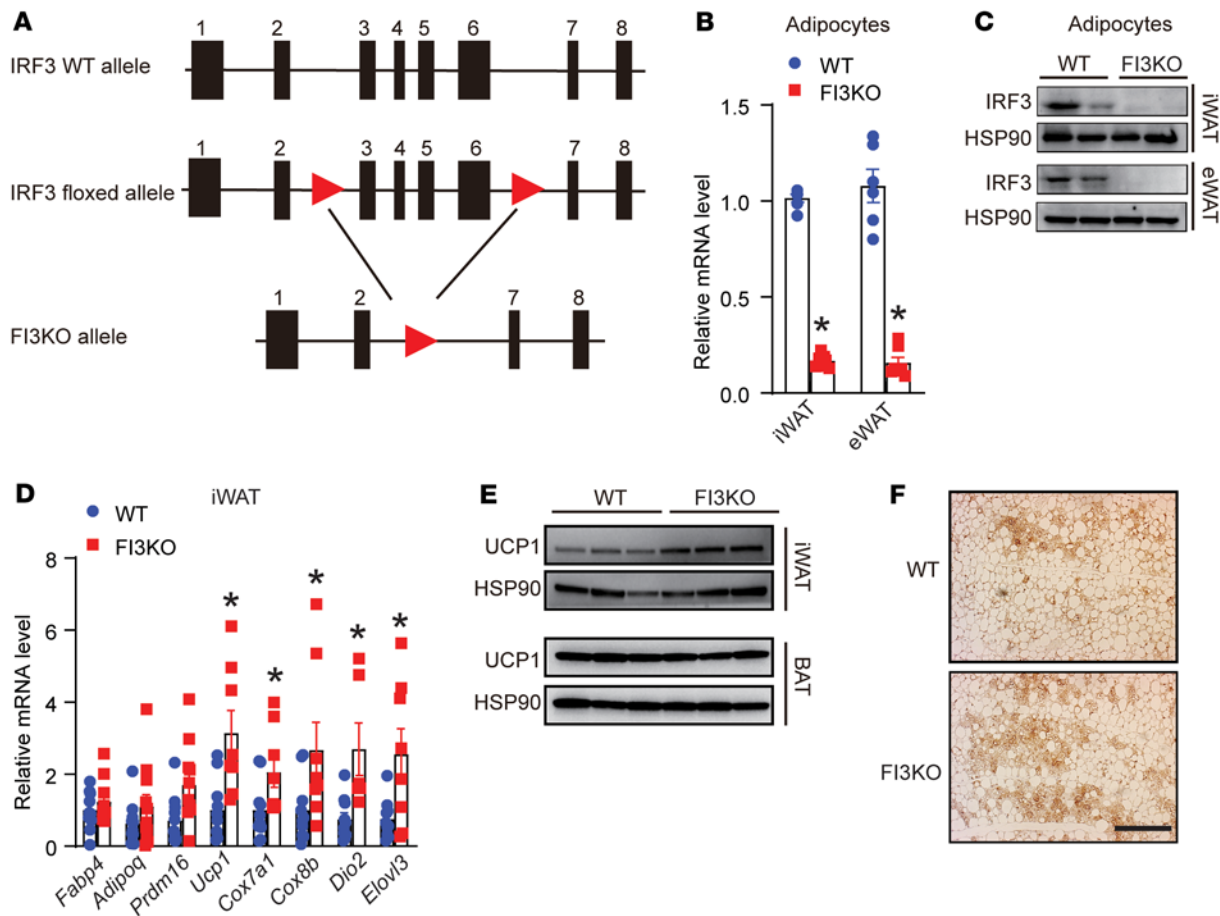 A
1 2 3 4 5 6 7 8
IRF3 WT allele
1 2 3 4 5 6 7 8
IRF3 floxed allele
1 2 7 8
FI3KO allele
B
Adipocytes
WT
FI3KO
Relative mRNA level
1.5
1.0
0.5
0.0
*
*
iWAT
eWAT
C
Adipocytes
WT FI3KO
IRF3
HSP90
iWAT
IRF3
HSP90
eWAT
D
iWAT
WT
FI3KO
Relative mRNA level
8
6
4
2
0
* * * * *
Fabp4
Adipoq
Prdm16
Ucp1
Cox7a1
Cox8b
Dio2
Elovl3
E
WT FI3KO
UCP1
HSP90
iWAT
UCP1
HSP90
BAT
F
WT
FI3KO